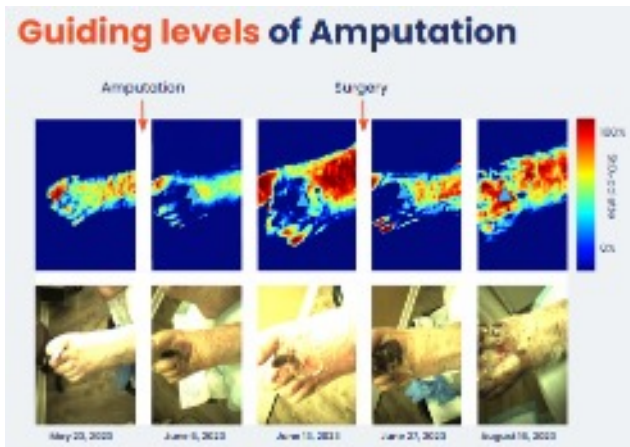 Guiding levels of Amputation
Amputation
Surgery
100%
0%
May 23, 2023
June 6, 2023
June 13, 2023
June 27, 2023